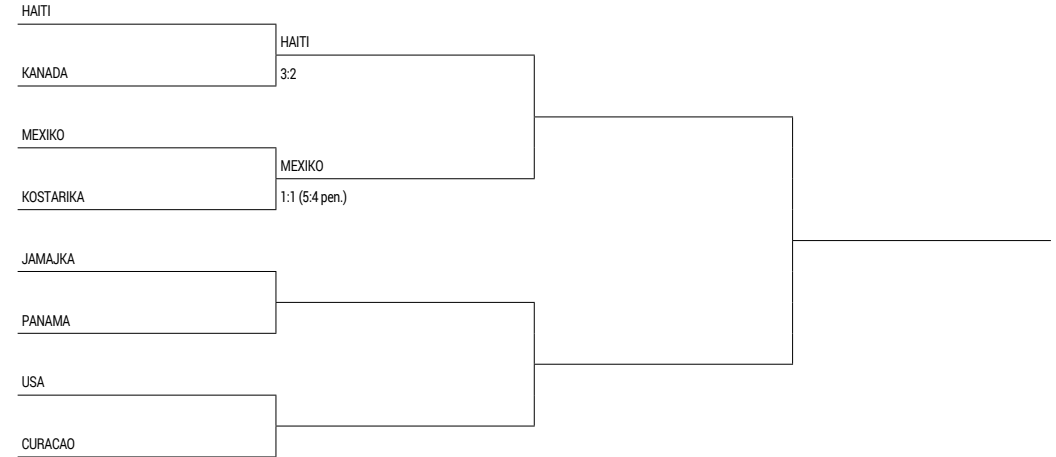 HAITI
HAITI
KANADA
3:2
MEXIKO
MEXIKO
KOSTARIKA
1:1 (5:4 pen.)
JAMAJKA
PANAMA
USA
CURACAO